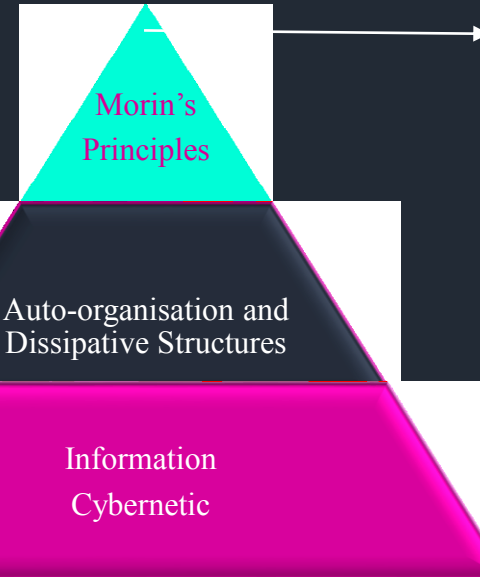 Morin’s
Principles
Auto-organisation and
Dissipative Structures
Information
Cybernetic